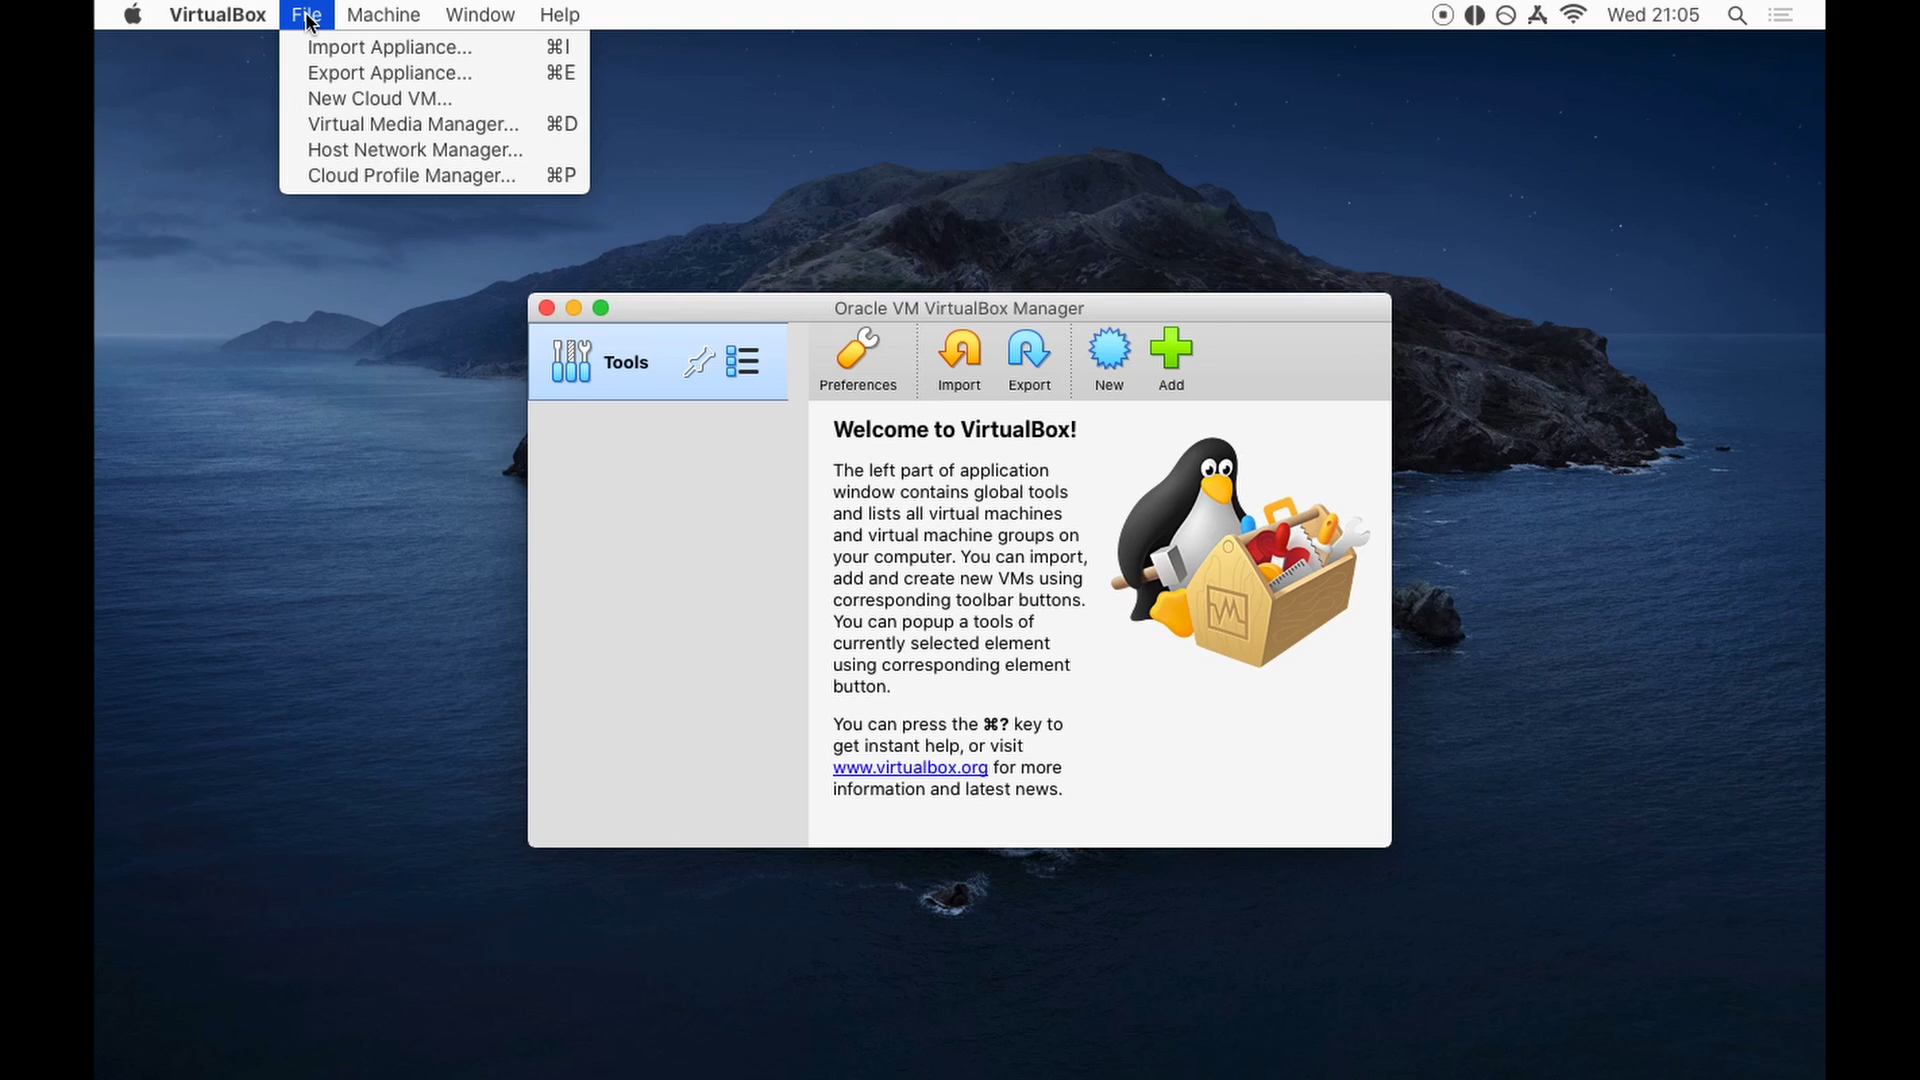 VirtualBox File Machine Window Help Wed 21:05
Import Appliance... ⌘I
Export Appliance... ⌘E
New Cloud VM...
Virtual Media Manager... ⌘D
Host Network Manager...
Cloud Profile Manager... ⌘P
Oracle VM VirtualBox Manager
Tools
Preferences Import Export New Add
Welcome to VirtualBox!
The left part of application
window contains global tools
and lists all virtual machines
and virtual machine groups on
your computer. You can import,
add and create new VMs using
corresponding toolbar buttons.
You can popup a tools of
currently selected element
using corresponding element
button.
You can press the ⌘? key to
get instant help, or visit
www.virtualbox.org for more
information and latest news.